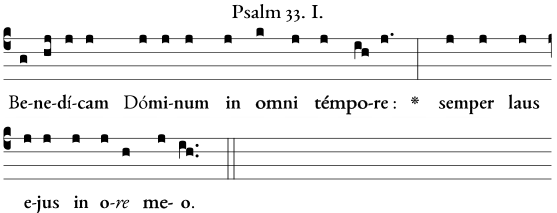 Psalm 33. I.
Be-ne-dí-cam Dómi-num in omni témpo-re : * semper laus
e-jus in o-re me- o.